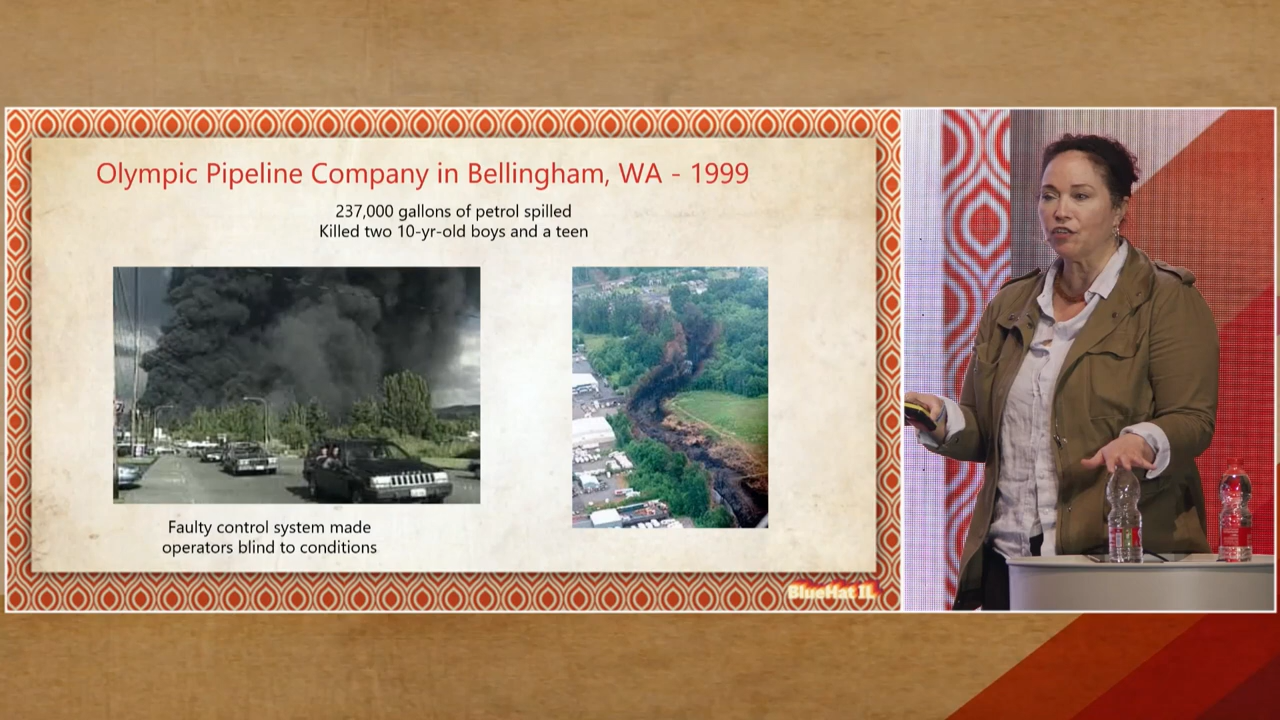 Olympic Pipeline Company in Bellingham, WA - 1999
237,000 gallons of petrol spilled
Killed two 10-yr-old boys and a teen
Faulty control system made
operators blind to conditions
BlueHat IL